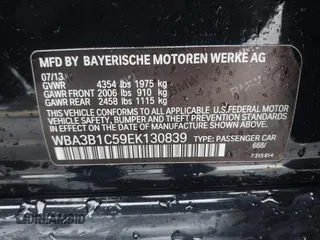 MFD BY BAYERISCHE MOTOREN WERKE AG
07/13
GVWR 4354 lbs 1975 kg
GAWR FRONT 2006 lbs 910 kg
GAWR REAR 2458 lbs 1115 kg
THIS VEHICLE CONFORMS TO ALL APPLICABLE U.S. FEDERAL MOTOR VEHICLE SAFETY, BUMPER, AND THEFT PREVENTION STANDARDS IN EFFECT ON THE DATE OF MANUFACTURE SHOWN ABOVE.
WBA3B1C59EK130839 TYPE: PASSENGER CAR
668/
7 315 814
AUTOBIDMASTER